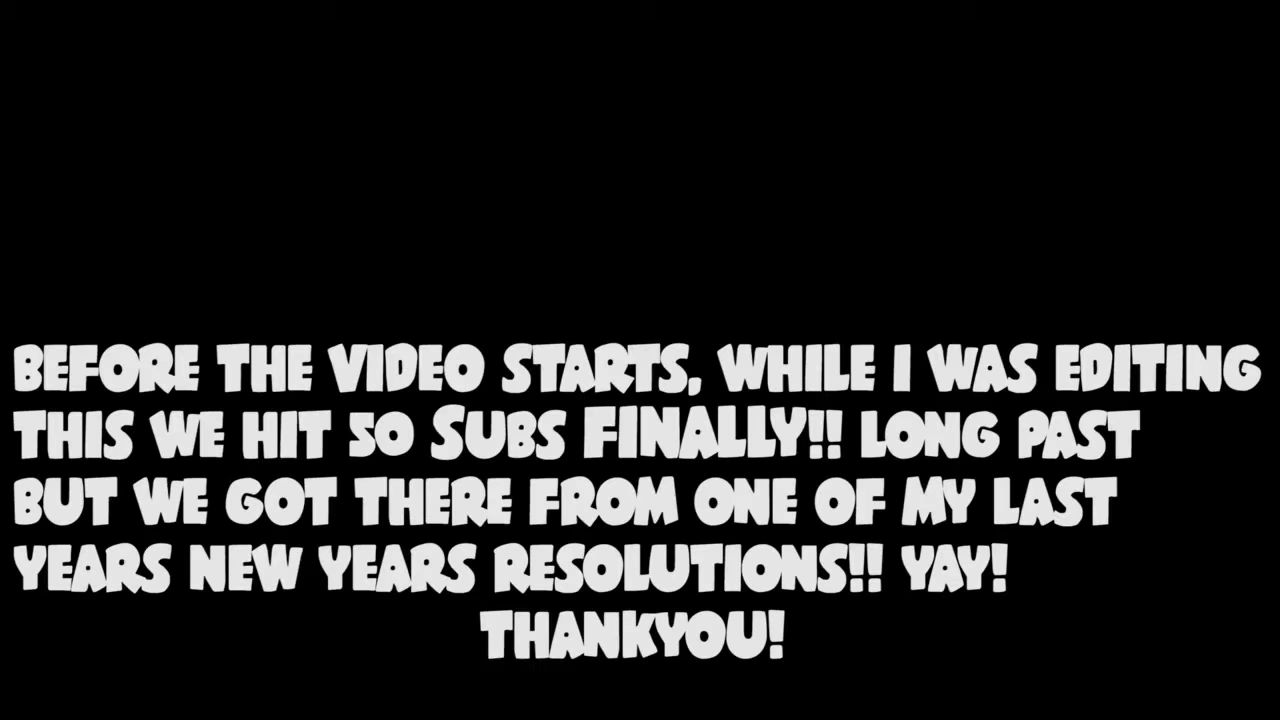 BEFORE THE VIDEO STARTS, WHILE I WAS EDITING
THIS WE HIT 50 SUBS FINALLY!! LONG PAST
BUT WE GOT THERE FROM ONE OF MY LAST
YEARS NEW YEARS RESOLUTIONS!! YAY!
THANKYOU!